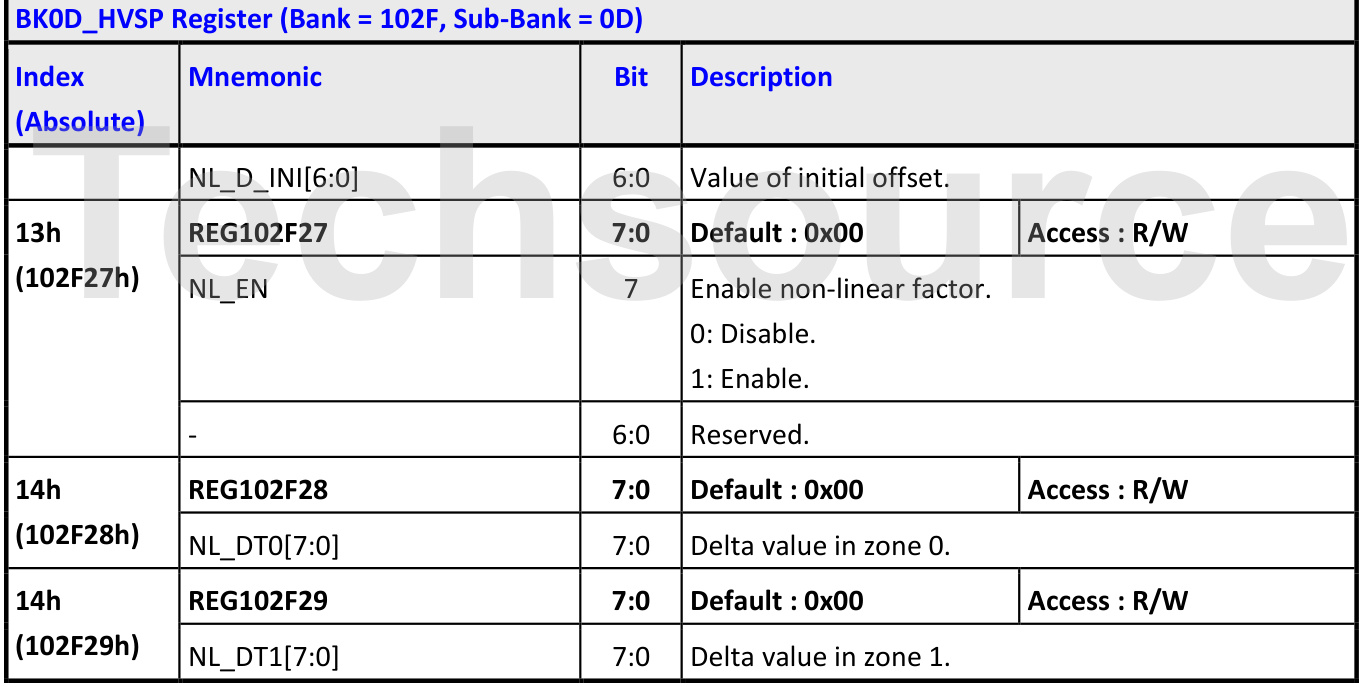 BK0D_HVSP Register (Bank = 102F, Sub-Bank = 0D)
Index (Absolute) Mnemonic Bit Description
NL_D_INI[6:0] 6:0 Value of initial offset.
13h (102F27h) REG102F27 7:0 Default : 0x00 Access : R/W
NL_EN 7 Enable non-linear factor.
0: Disable.
1: Enable.
- 6:0 Reserved.
14h (102F28h) REG102F28 7:0 Default : 0x00 Access : R/W
NL_DT0[7:0] 7:0 Delta value in zone 0.
14h (102F29h) REG102F29 7:0 Default : 0x00 Access : R/W
NL_DT1[7:0] 7:0 Delta value in zone 1.
Techsource